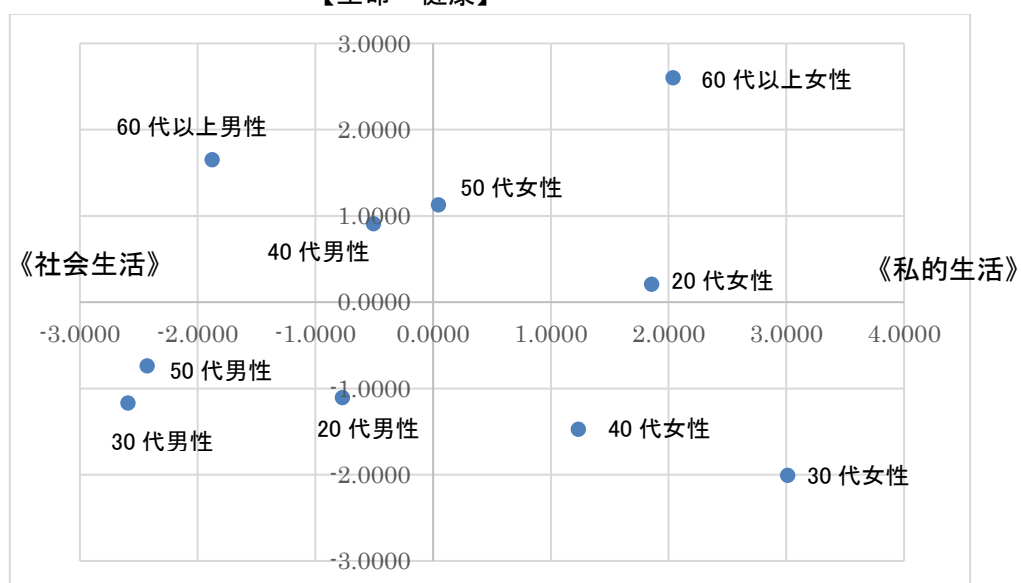 3.0000
60 代以上女性
60 代以上男性
2.0000
50 代女性
1.0000
40 代男性
《社会生活》
《私的生活》
20 代女性
0.0000
-3.0000 -2.0000 -1.0000 0.0000 1.0000 2.0000 3.0000 4.0000
50 代男性
-1.0000
30 代男性
20 代男性
40 代女性
-2.0000
30 代女性
-3.0000